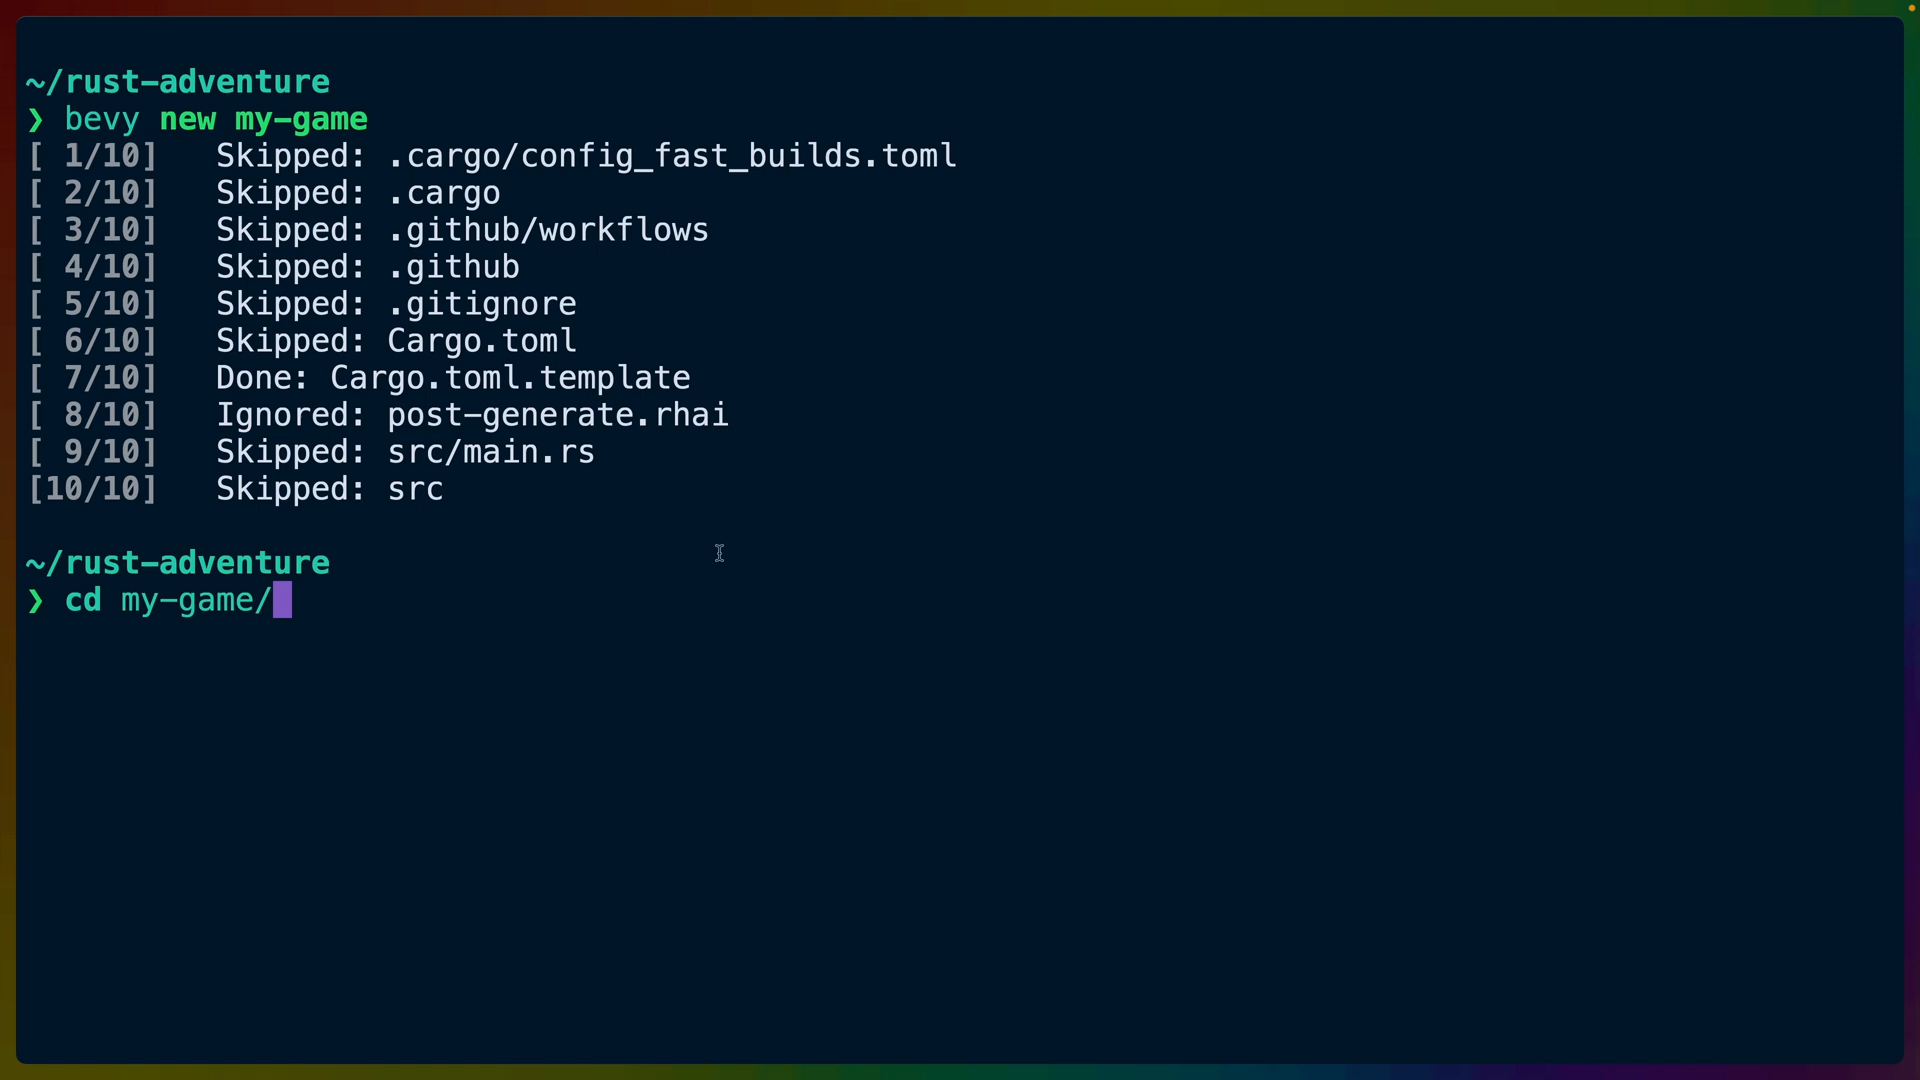 ~/rust-adventure
❯ bevy new my-game
[ 1/10]   Skipped: .cargo/config_fast_builds.toml
[ 2/10]   Skipped: .cargo
[ 3/10]   Skipped: .github/workflows
[ 4/10]   Skipped: .github
[ 5/10]   Skipped: .gitignore
[ 6/10]   Skipped: Cargo.toml
[ 7/10]   Done: Cargo.toml.template
[ 8/10]   Ignored: post-generate.rhai
[ 9/10]   Skipped: src/main.rs
[10/10]   Skipped: src
~/rust-adventure
❯ cd my-game/